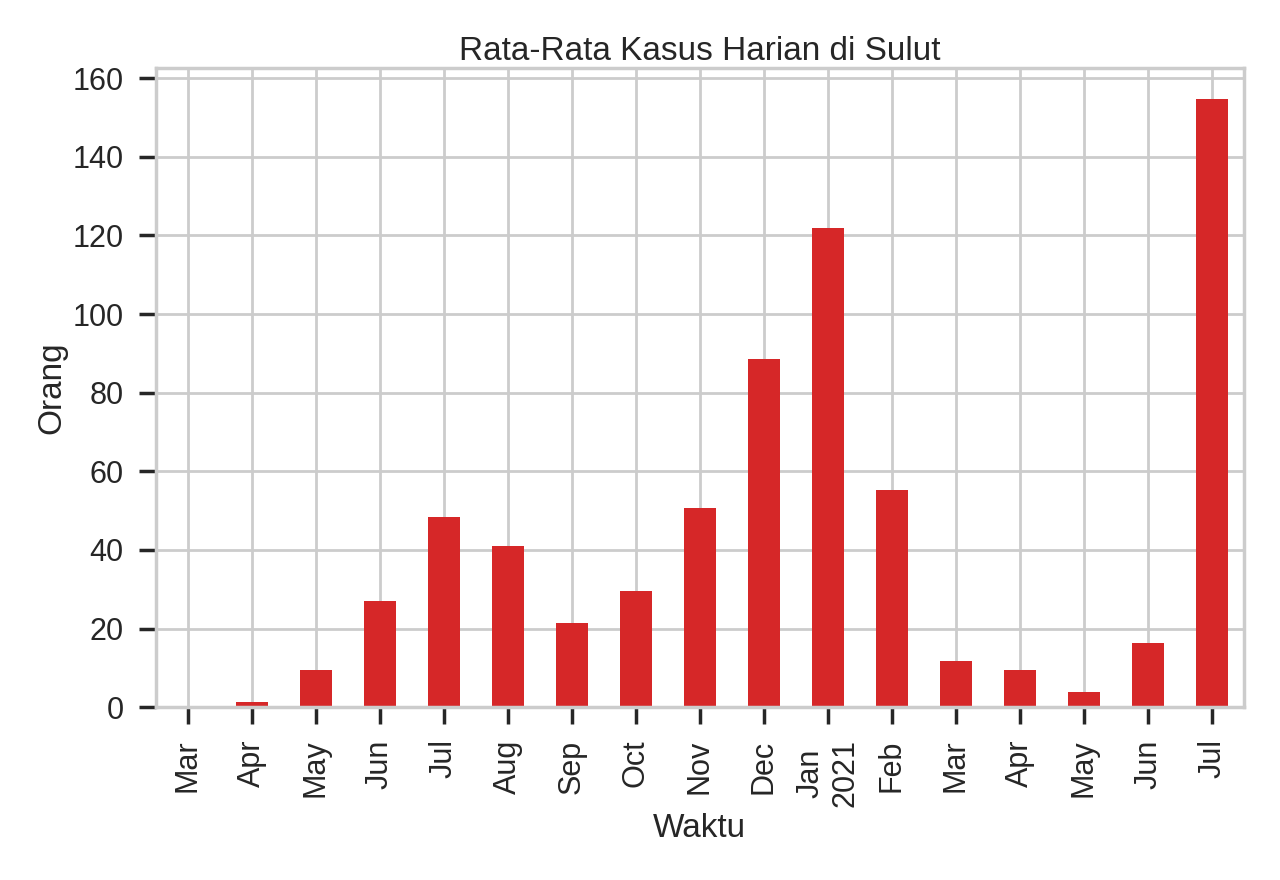 Rata-Rata Kasus Harian di Sulut
160
140
120
100
80
60
40
20
0
Orang
Mar
Apr
May
Jun
Jul
Aug
Sep
Oct
Nov
Dec
Jan
2021
Feb
Mar
Apr
May
Jun
Jul
Waktu